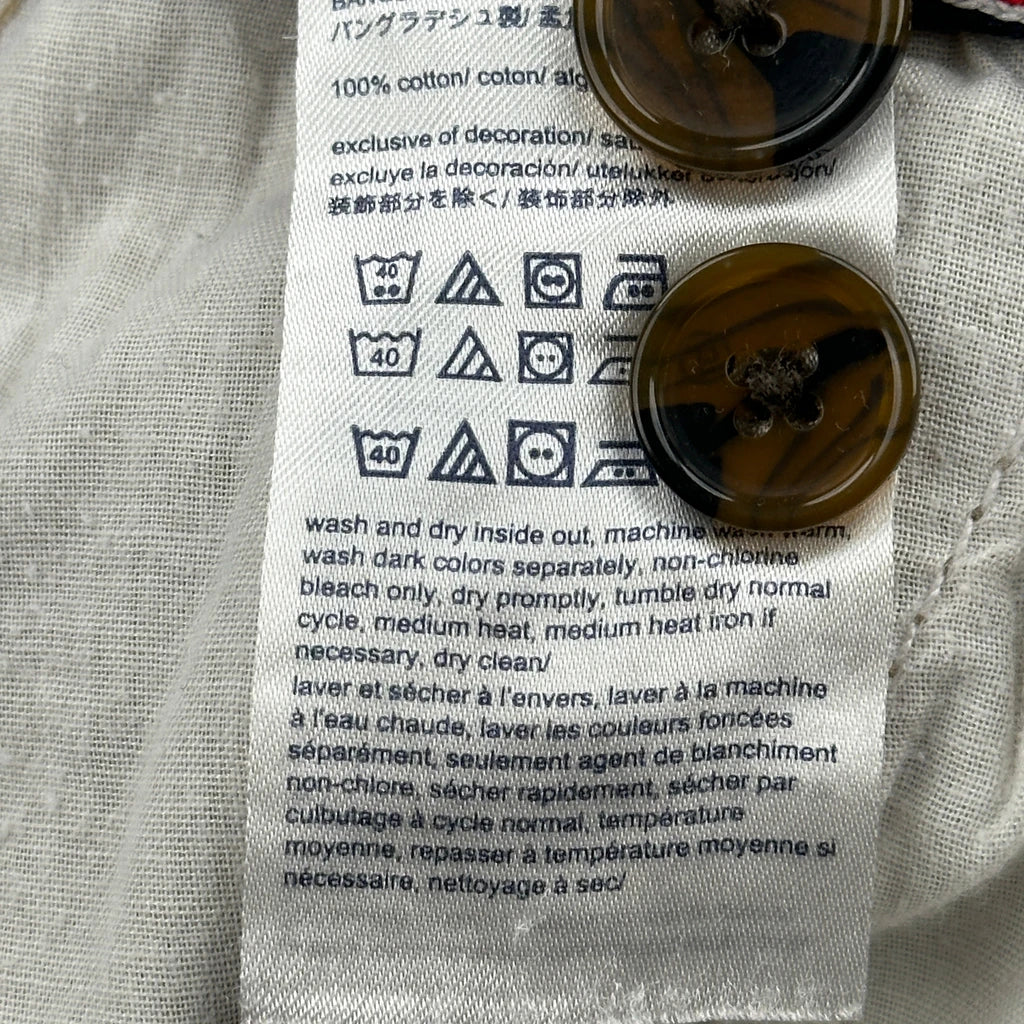 パングラデシュ製/ 孟
100% cotton/ coton/
exclusive of decoration/
excluye la decoración/ utelukker
装飾部分を除く/ 装饰部分除外
40
40
40
wash and dry inside out, machine wash warm,
wash dark colors separately, non-chlorine
bleach only, dry promptly, tumble dry normal
cycle, medium heat, medium heat iron if
necessary, dry clean/
laver et sécher à l'envers, laver à la machine
à l'eau chaude, laver les couleurs foncées
séparément, seulement agent de blanchiment
non-chlore, sécher rapidement, sécher par
culbutage à cycle normal, température
moyenne, repasser à température moyenne si
nécessaire, nettoyage à sec/